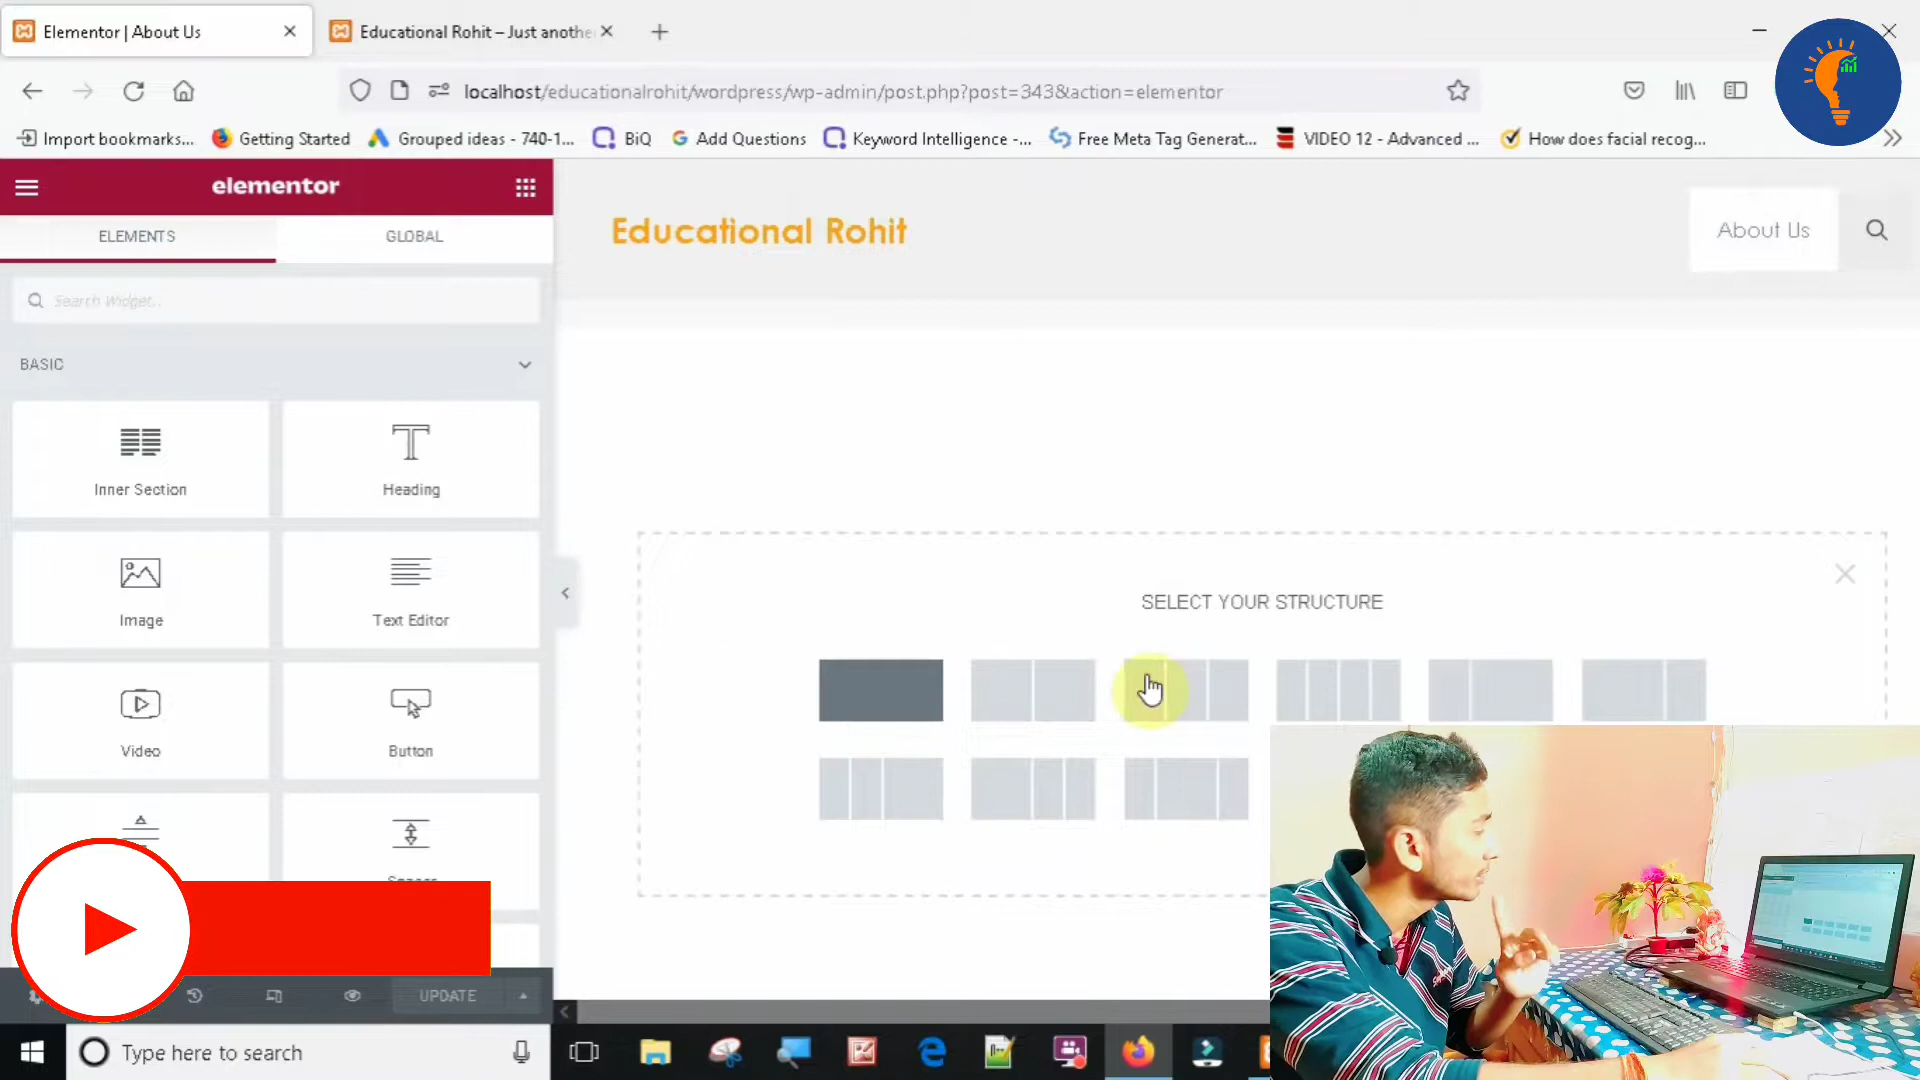 Elementor | About Us
Educational Rohit – Just anothe
localhost/educationalrohit/wordpress/wp-admin/post.php?post=343&action=elementor
Import bookmarks...
Getting Started
Grouped ideas - 740-1...
BiQ
Add Questions
Keyword Intelligence -...
Free Meta Tag Generat...
VIDEO 12 - Advanced ...
How does facial recog...
elementor
ELEMENTS
GLOBAL
Educational Rohit
About Us
Search Widget...
BASIC
Inner Section
Heading
Image
Text Editor
SELECT YOUR STRUCTURE
Video
Button
UPDATE
Type here to search